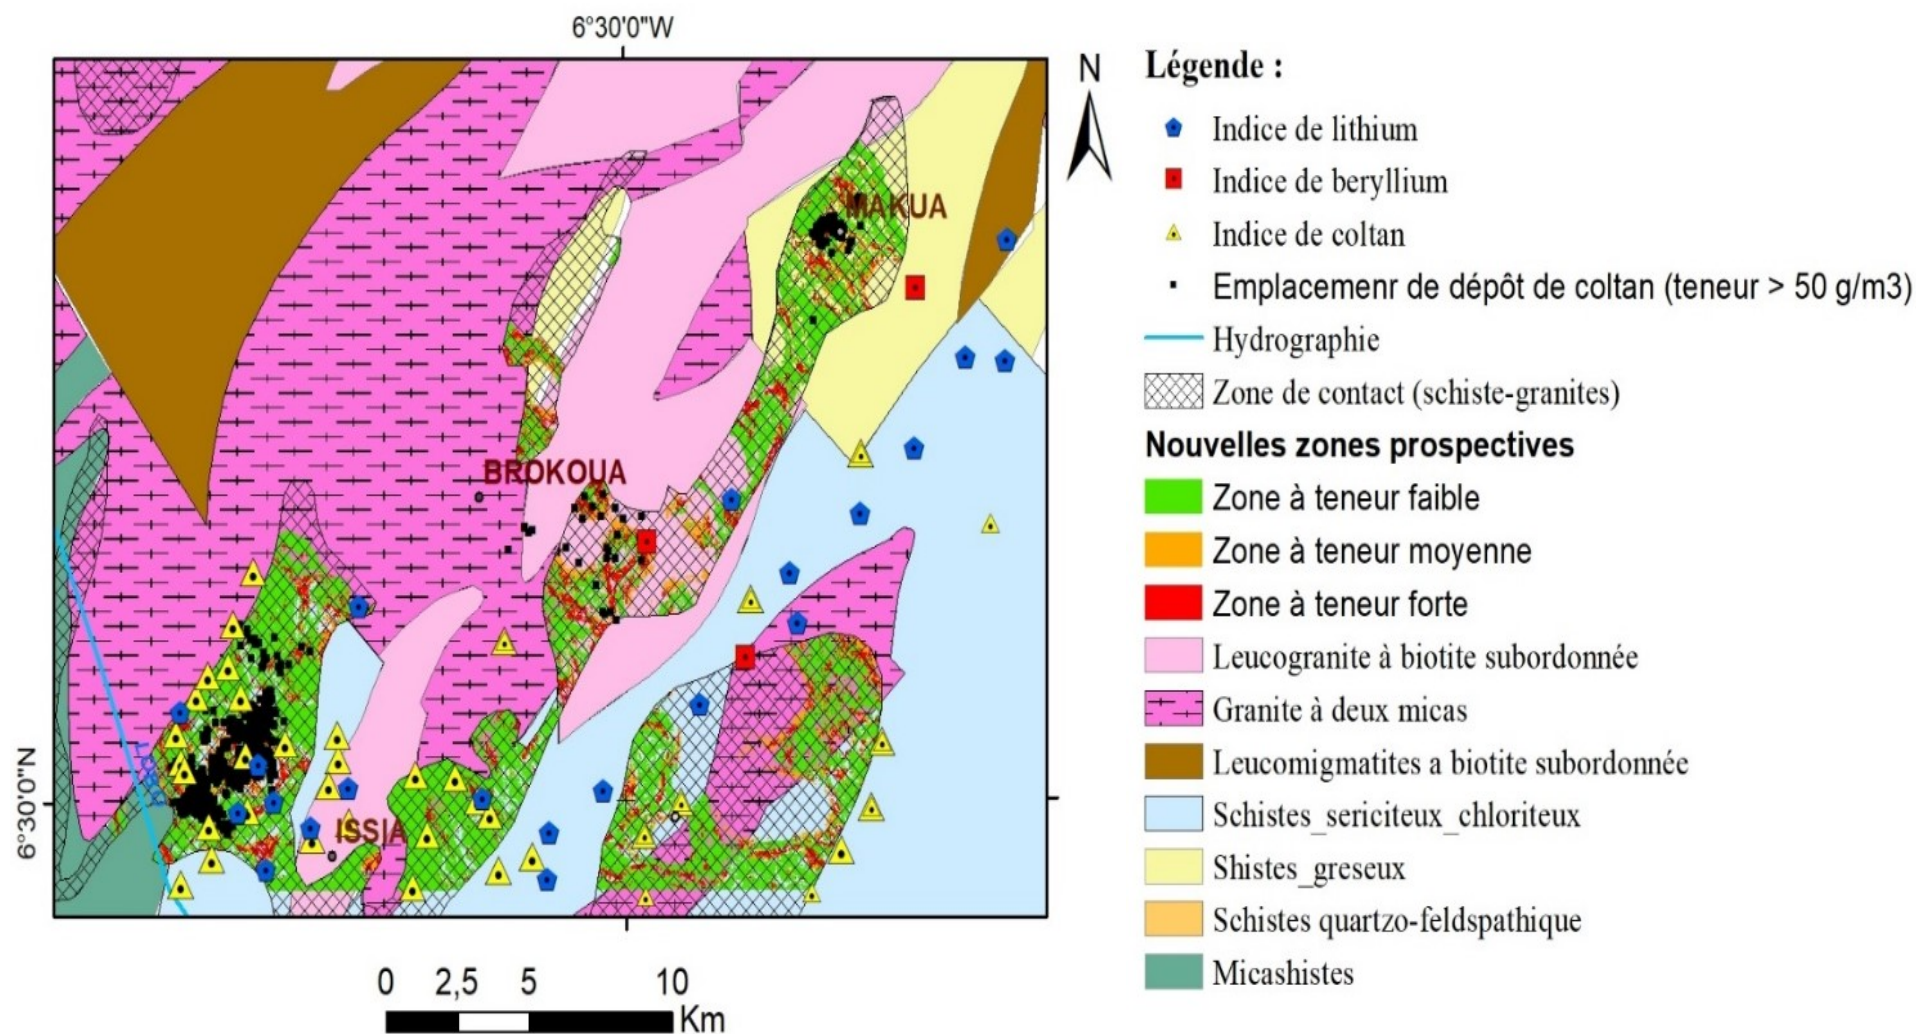 6°30'0"W
N
MAKUA
BROKOUA
ISSIA
LOBO
6°30'0"N
0 2,5 5 10
Km
Légende :
Indice de lithium
Indice de beryllium
Indice de coltan
Emplacemenr de dépôt de coltan (teneur > 50 g/m3)
Hydrographie
Zone de contact (schiste-granites)
Nouvelles zones prospectives
Zone à teneur faible
Zone à teneur moyenne
Zone à teneur forte
Leucogranite à biotite subordonnée
Granite à deux micas
Leucomigmatites a biotite subordonnée
Schistes_sericiteux_chloriteux
Shistes_greseux
Schistes quartzo-feldspathique
Micashistes